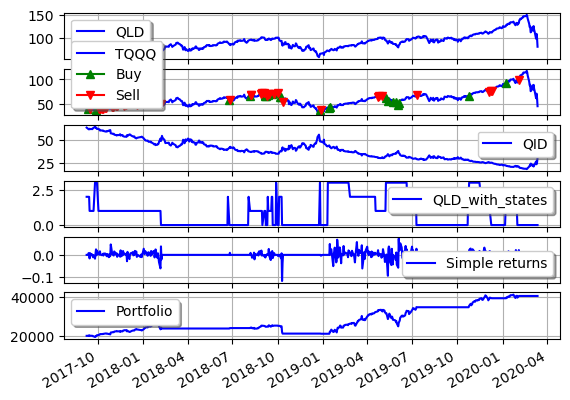 150
100
QLD
TQQQ
Buy
Sell
100
50
50
25
QID
2.5
0.0
QLD_with_states
0.0
−0.1
Simple returns
40000
20000
Portfolio
2017-10
2018-01
2018-04
2018-07
2018-10
2019-01
2019-04
2019-07
2019-10
2020-01
2020-04